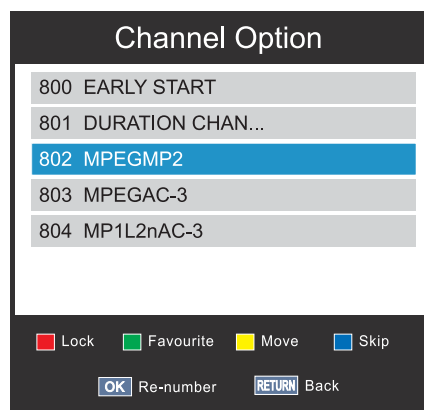 Channel Option
800 EARLY START
801 DURATION CHAN...
802 MPEGMP2
803 MPEGAC-3
804 MP1L2nAC-3
Lock Favourite Move Skip
OK Re-number RETURN Back